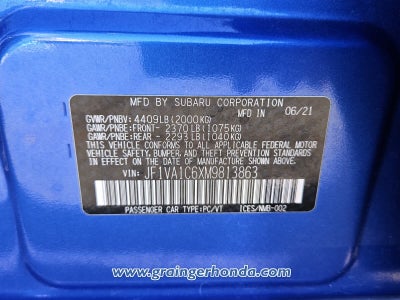 MFD BY SUBARU CORPORATION 06/21
GVWR/PNBV: 4409LB(2000KG)
GAWR/PNBE:FRONT- 2370LB(1075KG)
GAWR/PNBE:REAR - 2293LB(1040KG)
THIS VEHICLE CONFORMS TO ALL APPLICABLE FEDERAL MOTOR
VEHICLE SAFETY,BUMPER,AND THEFT PREVENTION STANDARDS
IN EFFECT ON THE DATE OF MANUFACTURE SHOWN ABOVE.
VIN: JF1VA1C6XM9813863
PASSENGER CAR TYPE:PC/VT ICES/NMB-002
www.graingerhonda.com